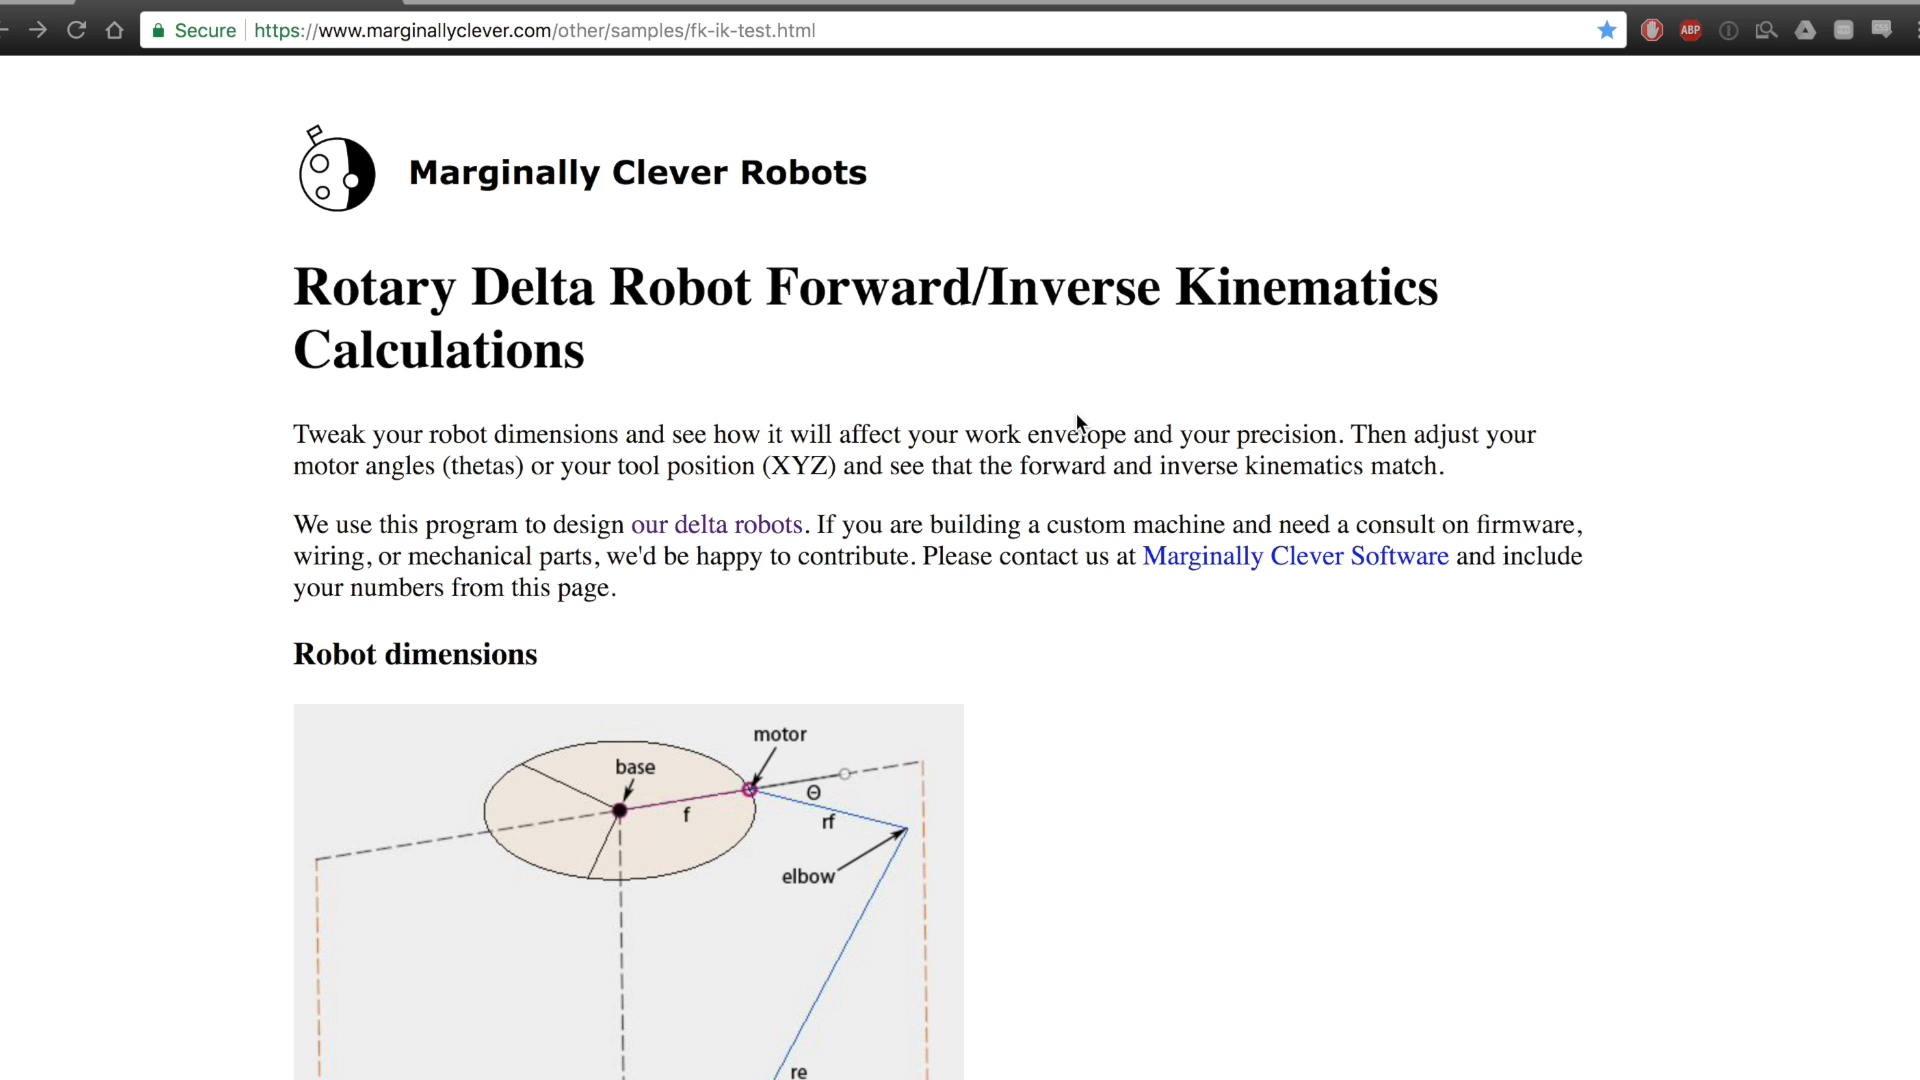 Secure https://www.marginallyclever.com/other/samples/fk-ik-test.html
ABP
Marginally Clever Robots
Rotary Delta Robot Forward/Inverse Kinematics
Calculations
Tweak your robot dimensions and see how it will affect your work envelope and your precision. Then adjust your
motor angles (thetas) or your tool position (XYZ) and see that the forward and inverse kinematics match.
We use this program to design our delta robots. If you are building a custom machine and need a consult on firmware,
wiring, or mechanical parts, we'd be happy to contribute. Please contact us at Marginally Clever Software and include
your numbers from this page.
Robot dimensions
motor
base
Θ
f
rf
elbow
re